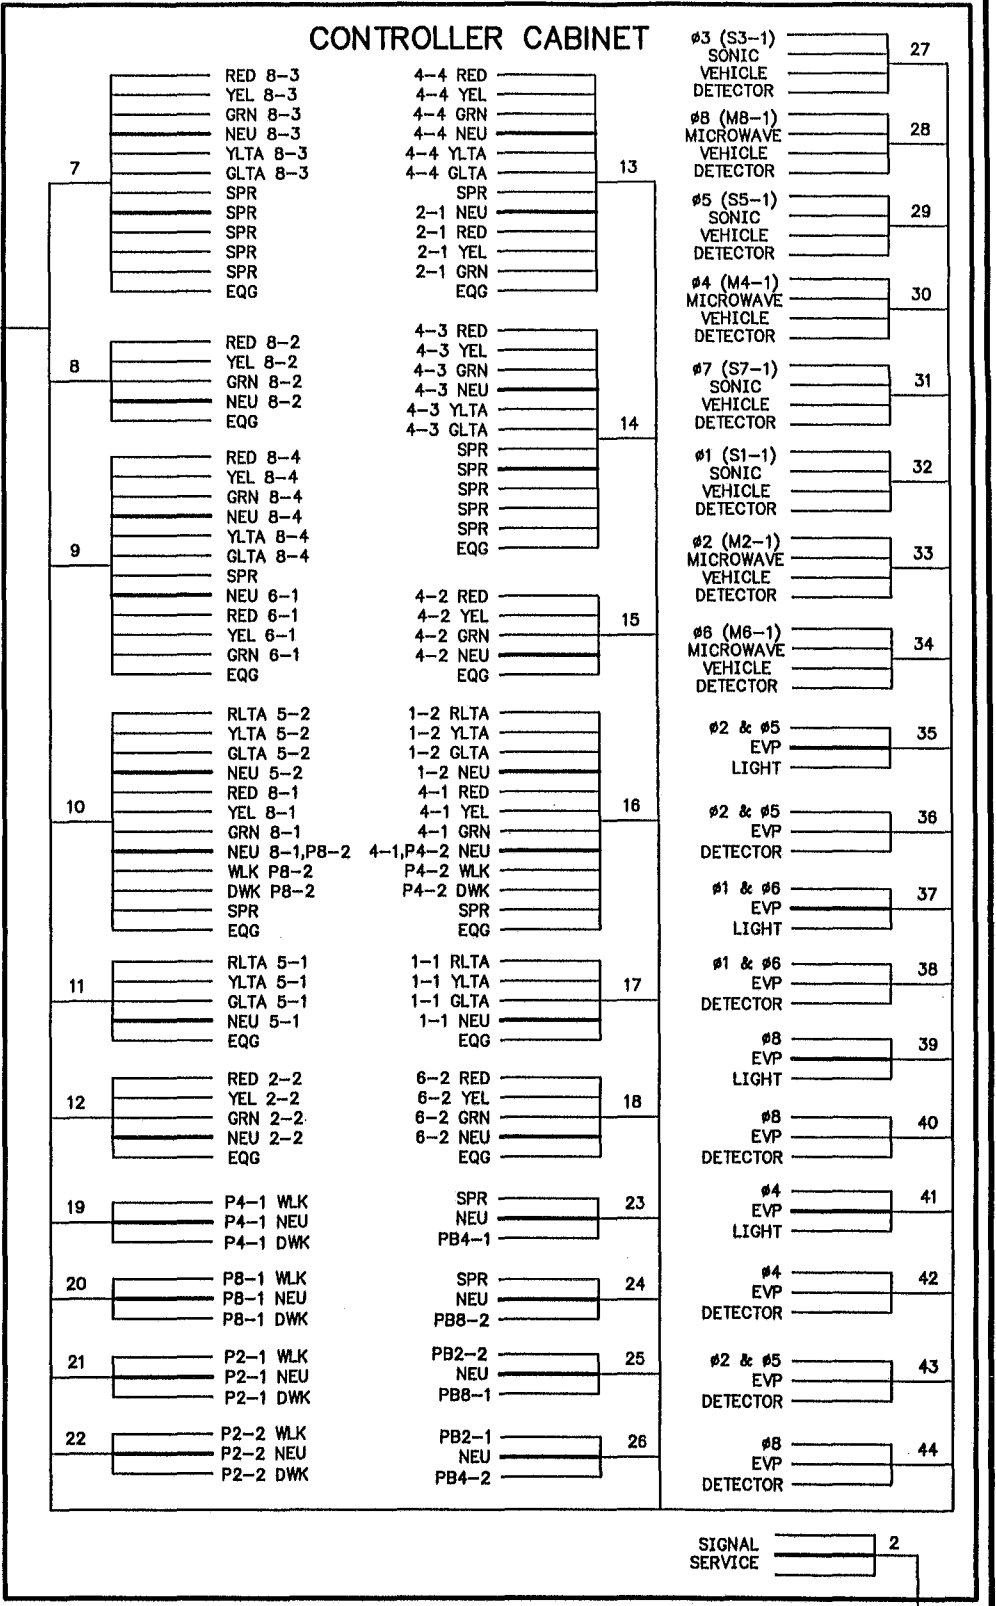 CONTROLLER CABINET
7
RED 8-3
YEL 8-3
GRN 8-3
NEU 8-3
YLTA 8-3
GLTA 8-3
SPR
SPR
SPR
SPR
SPR
EQG
8
RED 8-2
YEL 8-2
GRN 8-2
NEU 8-2
EQG
9
RED 8-4
YEL 8-4
GRN 8-4
NEU 8-4
YLTA 8-4
GLTA 8-4
SPR
NEU 6-1
RED 6-1
YEL 6-1
GRN 6-1
EQG
10
RLTA 5-2
YLTA 5-2
GLTA 5-2
NEU 5-2
RED 8-1
YEL 8-1
GRN 8-1
NEU 8-1,P8-2
WLK P8-2
DWK P8-2
SPR
EQG
11
RLTA 5-1
YLTA 5-1
GLTA 5-1
NEU 5-1
EQG
12
RED 2-2
YEL 2-2
GRN 2-2
NEU 2-2
EQG
19
P4-1 WLK
P4-1 NEU
P4-1 DWK
20
P8-1 WLK
P8-1 NEU
P8-1 DWK
21
P2-1 WLK
P2-1 NEU
P2-1 DWK
22
P2-2 WLK
P2-2 NEU
P2-2 DWK
4-4 RED
4-4 YEL
4-4 GRN
4-4 NEU
4-4 YLTA
4-4 GLTA
SPR
2-1 NEU
2-1 RED
2-1 YEL
2-1 GRN
EQG
13
4-3 RED
4-3 YEL
4-3 GRN
4-3 NEU
4-3 YLTA
4-3 GLTA
SPR
SPR
SPR
SPR
SPR
EQG
14
4-2 RED
4-2 YEL
4-2 GRN
4-2 NEU
EQG
15
1-2 RLTA
1-2 YLTA
1-2 GLTA
1-2 NEU
4-1 RED
4-1 YEL
4-1 GRN
4-1,P4-2 NEU
P4-2 WLK
P4-2 DWK
SPR
EQG
16
1-1 RLTA
1-1 YLTA
1-1 GLTA
1-1 NEU
EQG
17
6-2 RED
6-2 YEL
6-2 GRN
6-2 NEU
EQG
18
SPR
NEU
PB4-1
23
SPR
NEU
PB8-2
24
PB2-2
NEU
PB8-1
25
PB2-1
NEU
PB4-2
26
ø3 (S3-1)
SONIC
VEHICLE
DETECTOR
27
ø8 (M8-1)
MICROWAVE
VEHICLE
DETECTOR
28
ø5 (S5-1)
SONIC
VEHICLE
DETECTOR
29
ø4 (M4-1)
MICROWAVE
VEHICLE
DETECTOR
30
ø7 (S7-1)
SONIC
VEHICLE
DETECTOR
31
ø1 (S1-1)
SONIC
VEHICLE
DETECTOR
32
ø2 (M2-1)
MICROWAVE
VEHICLE
DETECTOR
33
ø6 (M6-1)
MICROWAVE
VEHICLE
DETECTOR
34
ø2 & ø5
EVP
LIGHT
35
ø2 & ø5
EVP
DETECTOR
36
ø1 & ø6
EVP
LIGHT
37
ø1 & ø6
EVP
DETECTOR
38
ø8
EVP
LIGHT
39
ø8
EVP
DETECTOR
40
ø4
EVP
LIGHT
41
ø4
EVP
DETECTOR
42
ø2 & ø5
EVP
DETECTOR
43
ø8
EVP
DETECTOR
44
SIGNAL
SERVICE
2